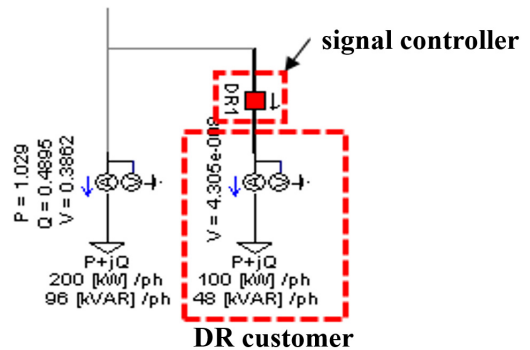 signal controller
DR1
P = 1.029
Q = 0.4895
V = 0.3862
V = 4.305e-008
A
V
A
V
P+jQ
200 [kW] /ph
96 [kVAR] /ph
P+jQ
100 [kW] /ph
48 [kVAR] /ph
DR customer